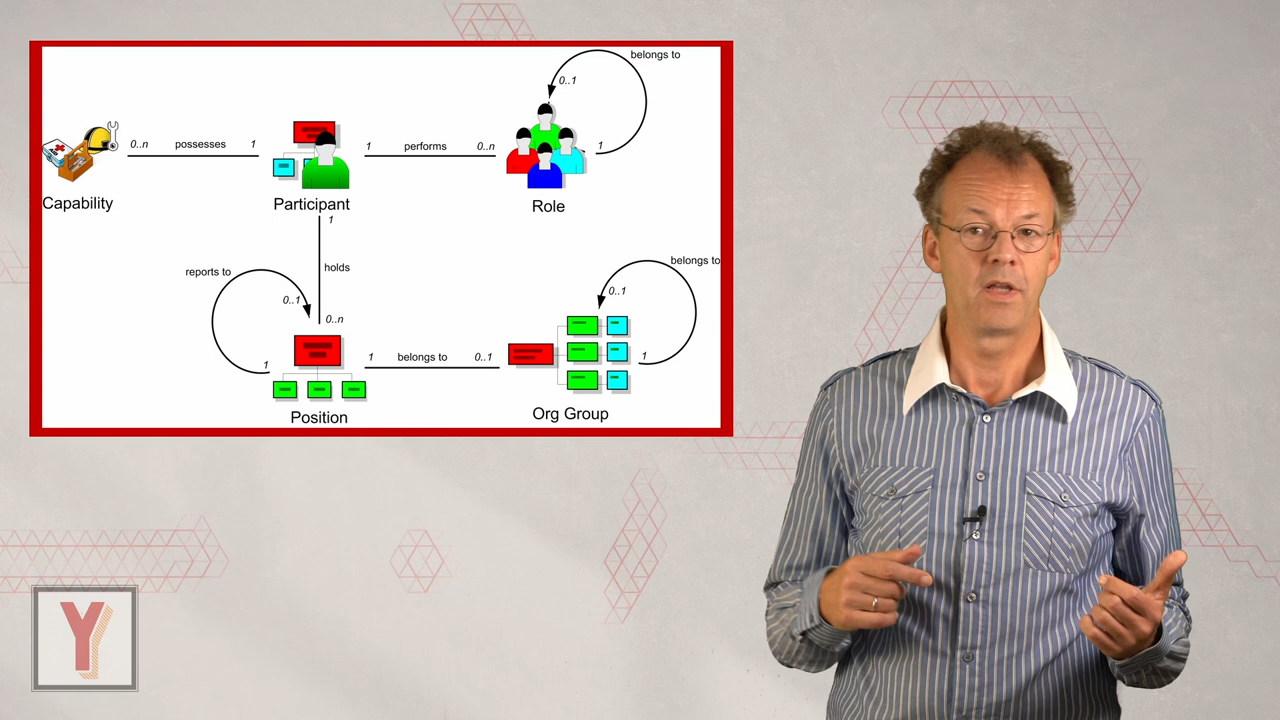 belongs to
0..1
0..n possesses 1
1 performs 0..n
1
Capability
Participant
Role
1
holds
0..n
reports to
0..1
1
belongs to
0..1
1
1 belongs to 0..1
Position
Org Group
Y